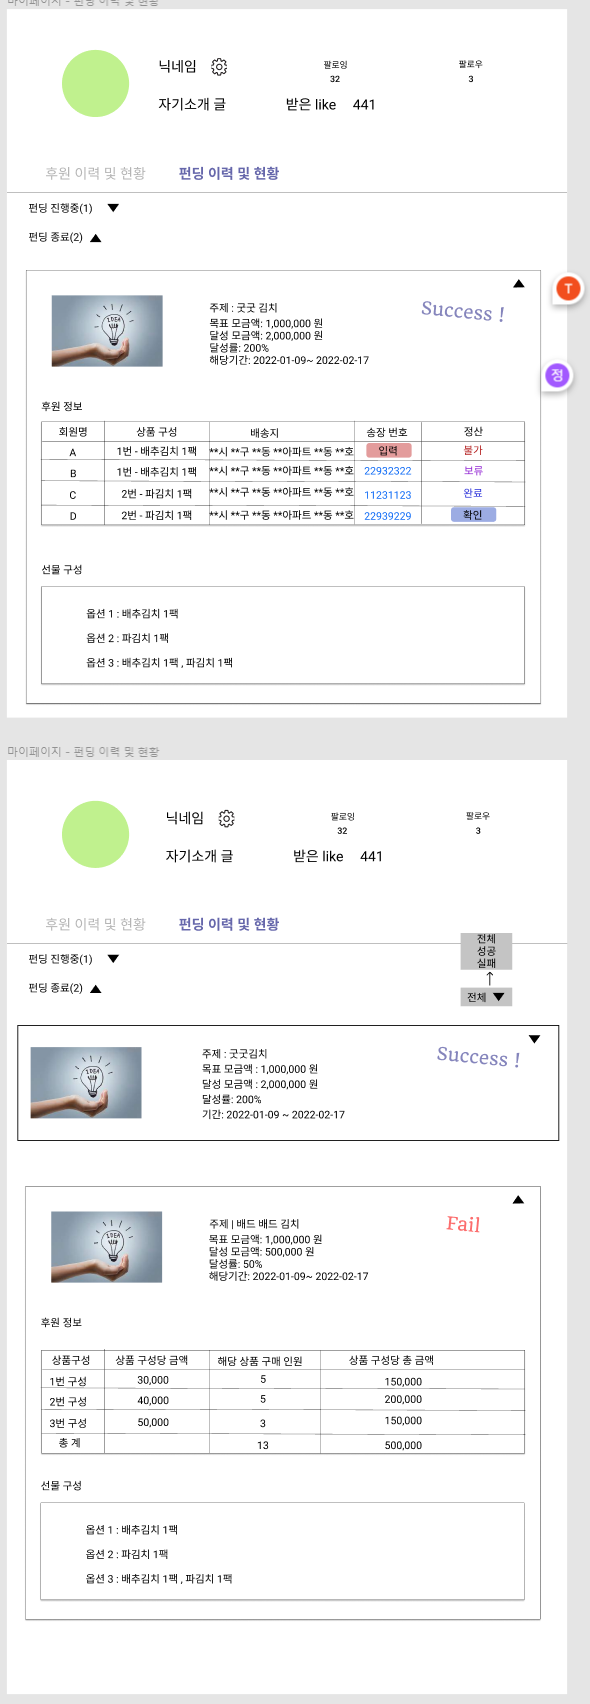 마이페이지 - 펀딩 이력 및 현황
닉네임
팔로잉
32
팔로우
3
자기소개 글
받은 like 441
후원 이력 및 현황 펀딩 이력 및 현황
펀딩 진행중(1) ▼
펀딩 종료(2) ▲
▲
IDEA
주제 : 굿굿 김치
목표 모금액: 1,000,000 원
달성 모금액: 2,000,000 원
달성률: 200%
해당기간: 2022-01-09~ 2022-02-17
Success !
T
정
후원 정보
회원명 상품 구성 배송지 송장 번호 정산
A 1번 - 배추김치 1팩 **시 **구 **동 **아파트 **동 **호 입력 불가
B 1번 - 배추김치 1팩 **시 **구 **동 **아파트 **동 **호 22932322 보류
C 2번 - 파김치 1팩 **시 **구 **동 **아파트 **동 **호 11231123 완료
D 2번 - 파김치 1팩 **시 **구 **동 **아파트 **동 **호 22939229 확인
선물 구성
옵션 1 : 배추김치 1팩
옵션 2 : 파김치 1팩
옵션 3 : 배추김치 1팩 , 파김치 1팩
마이페이지 - 펀딩 이력 및 현황
닉네임
팔로잉
32
팔로우
3
자기소개 글
받은 like 441
후원 이력 및 현황 펀딩 이력 및 현황
전체
성공
실패
↑
전체 ▼
펀딩 진행중(1) ▼
펀딩 종료(2) ▲
▼
IDEA
주제 : 굿굿김치
목표 모금액 : 1,000,000 원
달성 모금액 : 2,000,000 원
달성률: 200%
기간: 2022-01-09 ~ 2022-02-17
Success !
▲
IDEA
주제 | 배드 배드 김치
목표 모금액: 1,000,000 원
달성 모금액: 500,000 원
달성률: 50%
해당기간: 2022-01-09~ 2022-02-17
Fail
후원 정보
상품구성 상품 구성당 금액 해당 상품 구매 인원 상품 구성당 총 금액
1번 구성 30,000 5 150,000
2번 구성 40,000 5 200,000
3번 구성 50,000 3 150,000
총 계 13 500,000
선물 구성
옵션 1 : 배추김치 1팩
옵션 2 : 파김치 1팩
옵션 3 : 배추김치 1팩 , 파김치 1팩